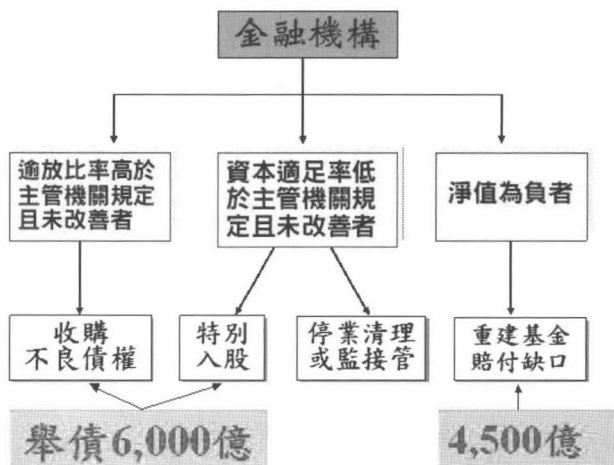 金融機構
逾放比率高於
主管機關規定
且未改善者
資本適足率低
於主管機關規
定且未改善者
淨值為負者
收購
不良債權
特別
入股
停業清理
或監接管
重建基金
賠付缺口
舉債6,000億
4,500億